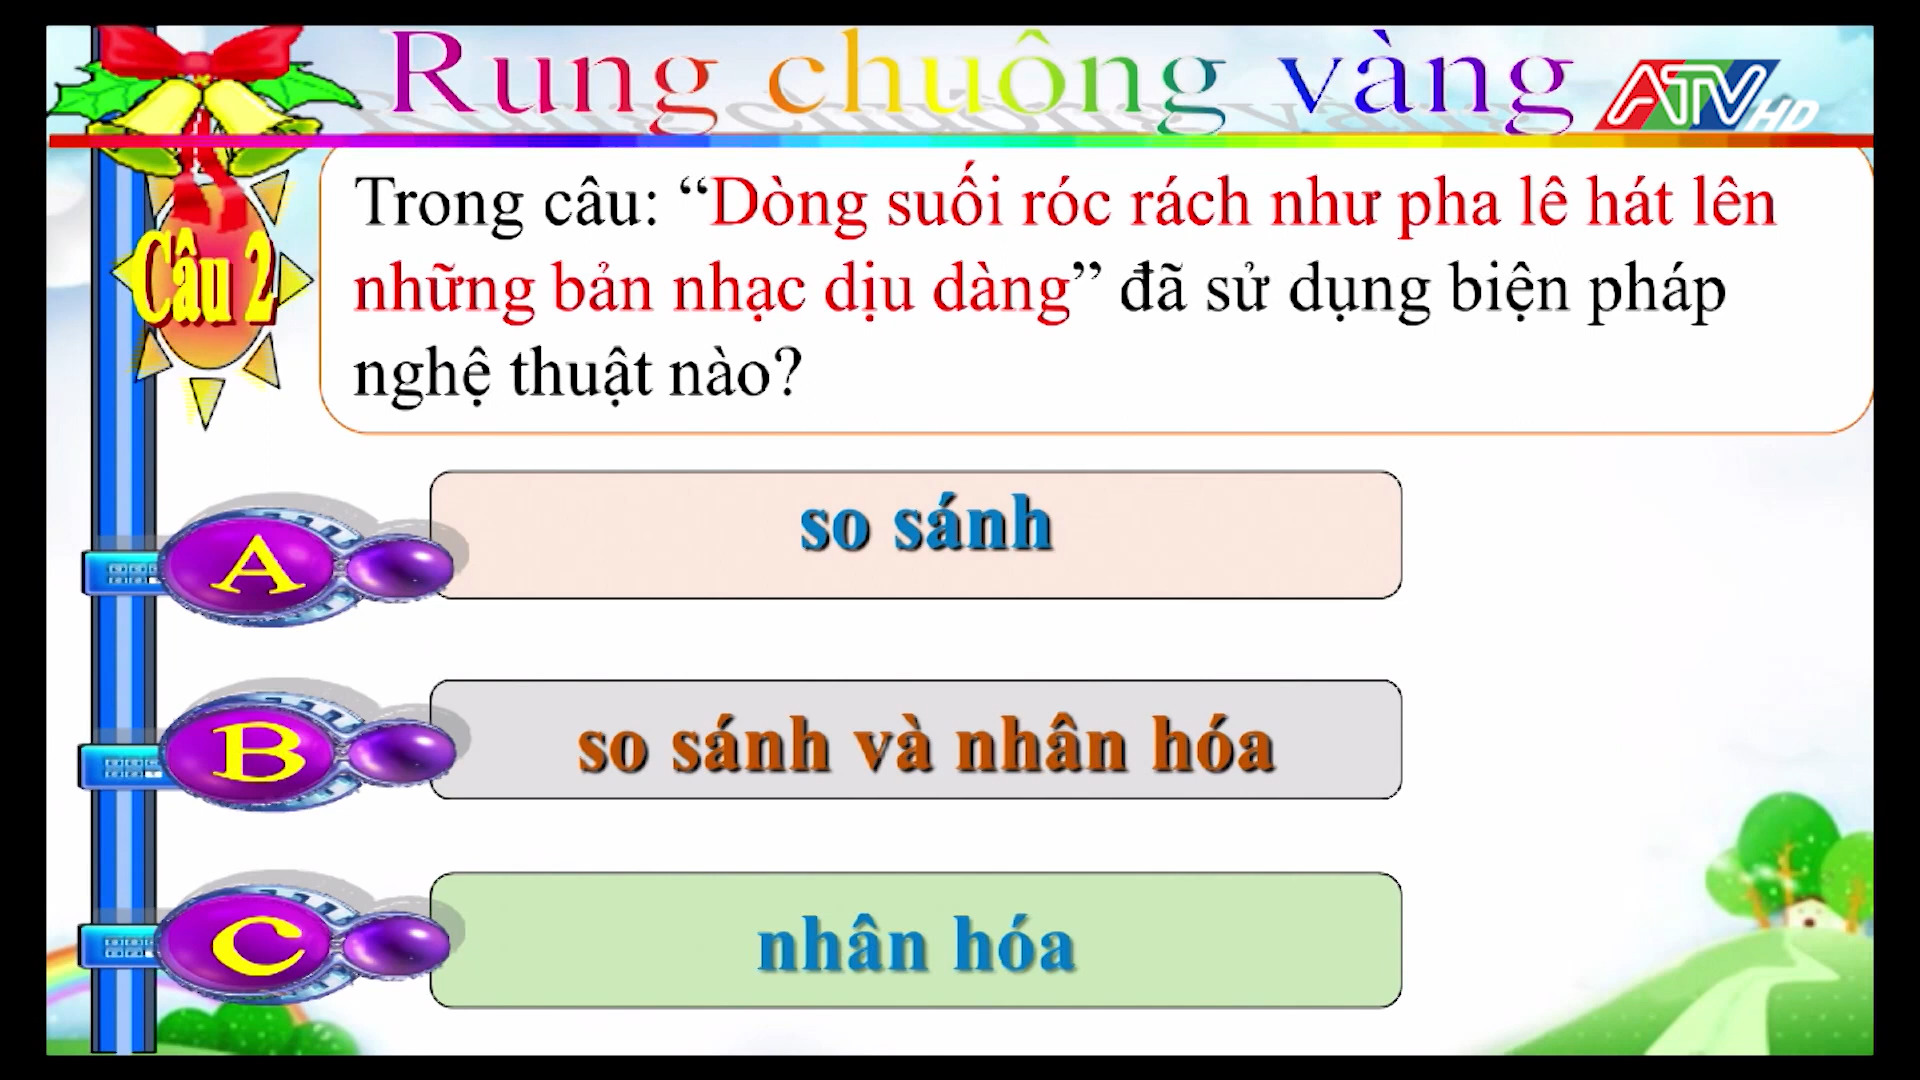 Rung chuông vàng
ATVHD
Câu 2
Trong câu: “Dòng suối róc rách như pha lê hát lên
những bản nhạc dịu dàng” đã sử dụng biện pháp
nghệ thuật nào?
A
so sánh
B
so sánh và nhân hóa
C
nhân hóa